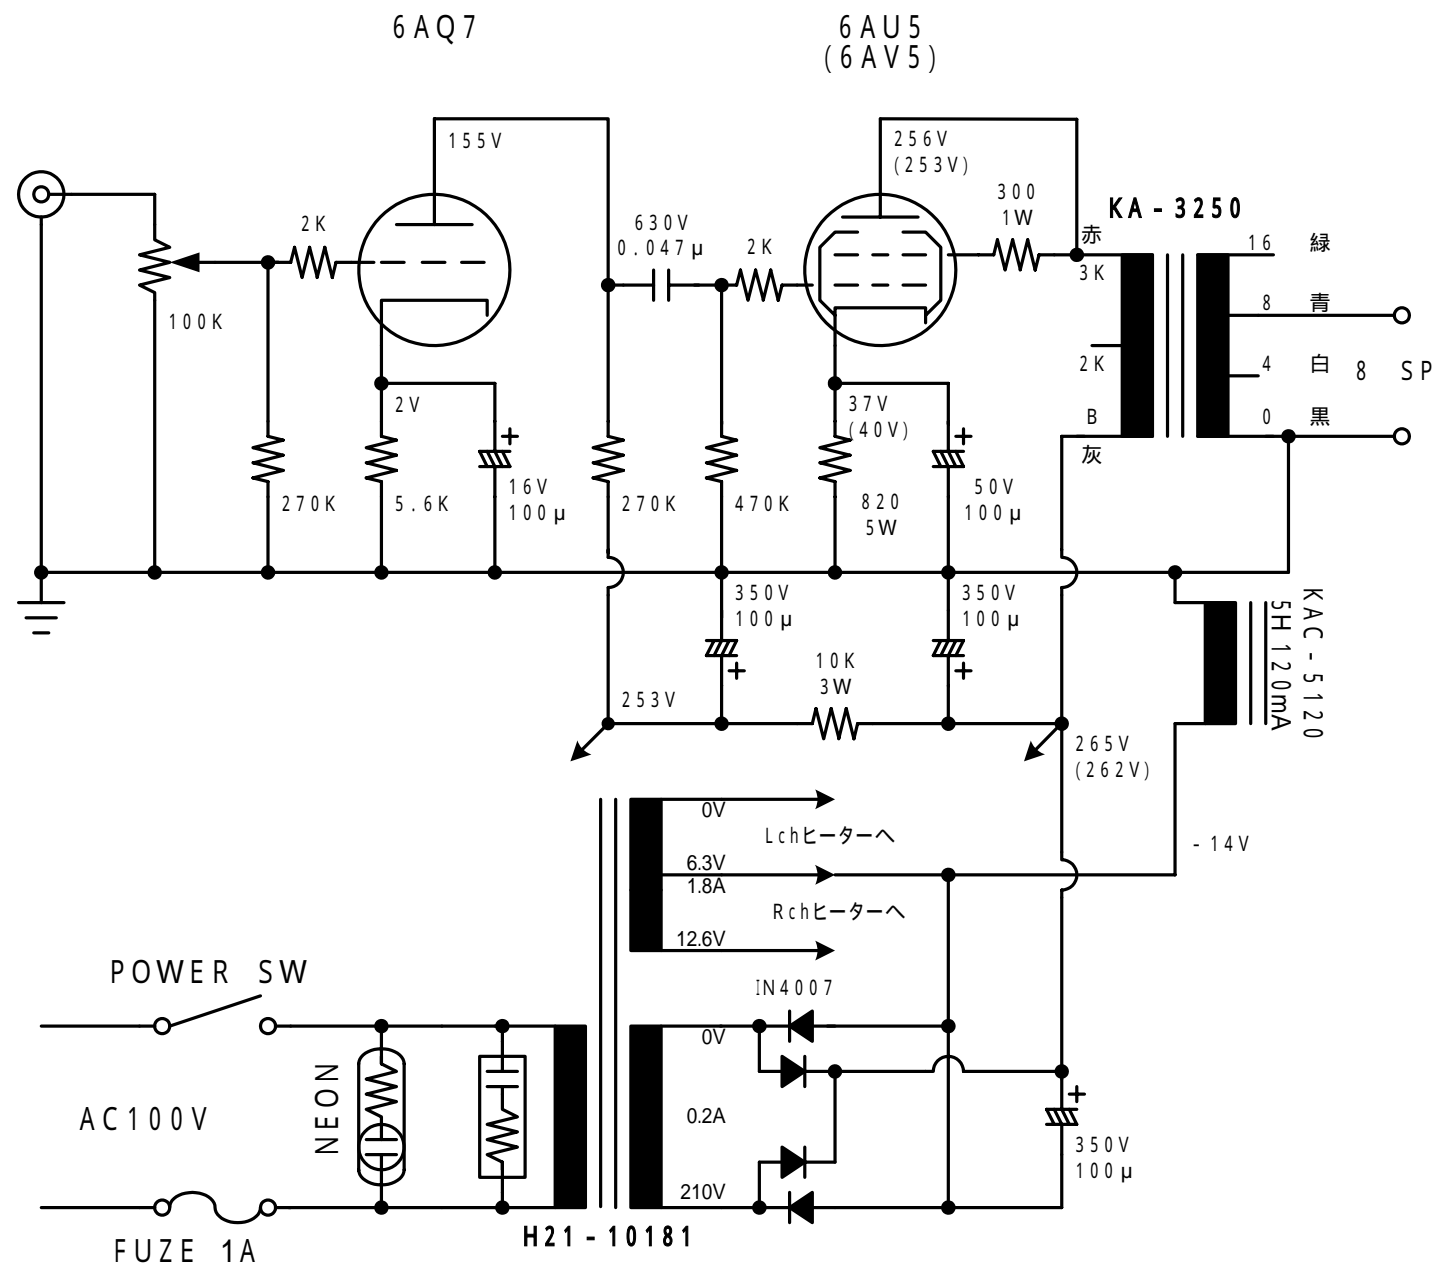 6AQ7
6AU5
(6AV5)
155V
256V
(253V)
2K
630V
0.047μ
2K
300
1W
KA-3250
赤
3K
16 緑
8 青
100K
2K
4 白
8 SP
2V
37V
(40V)
B
灰
0 黒
270K
5.6K
16V
100μ
270K
470K
820
5W
50V
100μ
350V
100μ
350V
100μ
KAC-5120
5H 120mA
10K
3W
253V
265V
(262V)
0V
Lchヒーターへ
-14V
6.3V
1.8A
Rchヒーターへ
12.6V
POWER SW
IN4007
0V
NEON
AC100V
0.2A
350V
100μ
210V
H21-10181
FUZE 1A